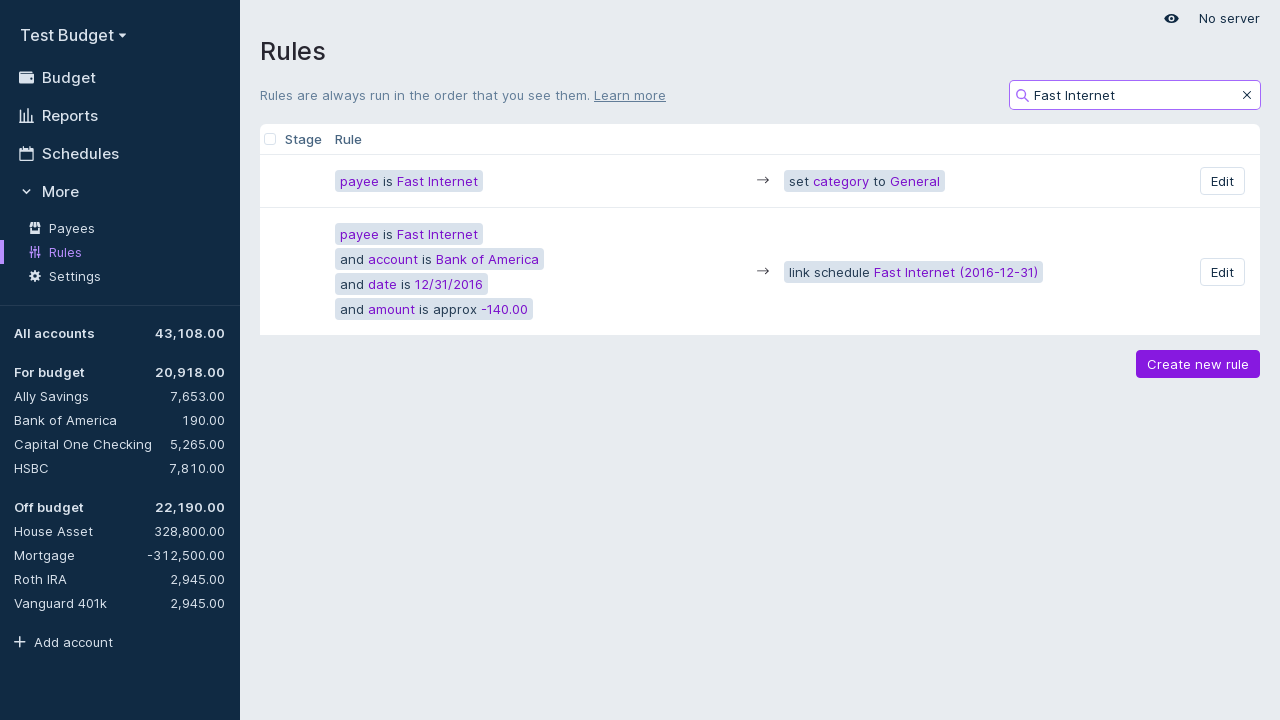 Test Budget
Budget
Reports
Schedules
More
Payees
Rules
Settings
All accounts 43,108.00
For budget 20,918.00
Ally Savings 7,653.00
Bank of America 190.00
Capital One Checking 5,265.00
HSBC 7,810.00
Off budget 22,190.00
House Asset 328,800.00
Mortgage -312,500.00
Roth IRA 2,945.00
Vanguard 401k 2,945.00
Add account
No server
Rules
Rules are always run in the order that you see them. Learn more
Fast Internet
Stage Rule
payee is Fast Internet → set category to General Edit
payee is Fast Internet
and account is Bank of America
and date is 12/31/2016
and amount is approx -140.00
→ link schedule Fast Internet (2016-12-31) Edit
Create new rule